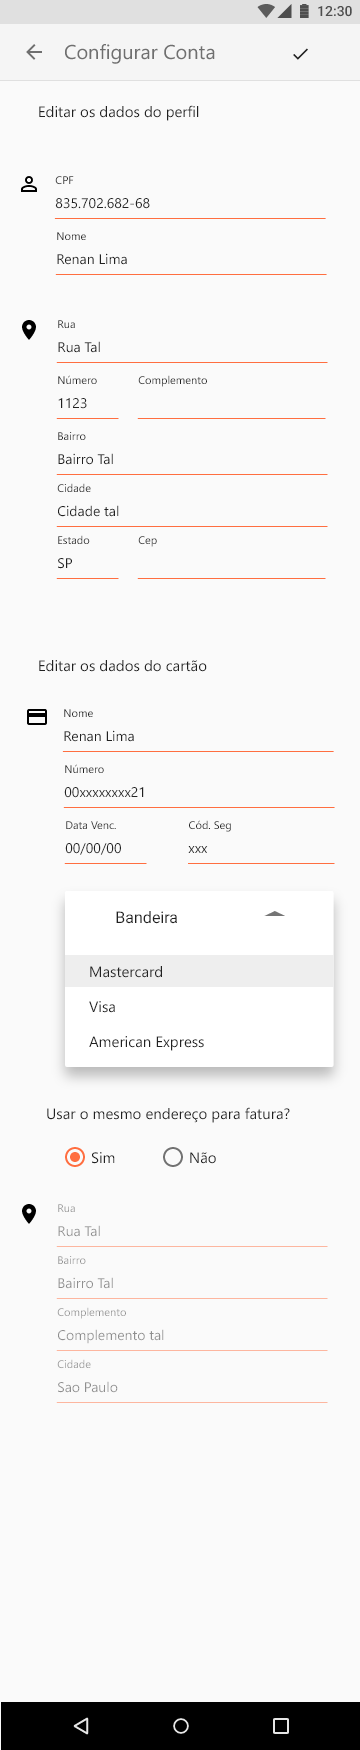 12:30
Configurar Conta
Editar os dados do perfil
CPF
835.702.682-68
Nome
Renan Lima
Rua
Rua Tal
Número Complemento
1123
Bairro
Bairro Tal
Cidade
Cidade tal
Estado Cep
SP
Editar os dados do cartão
Nome
Renan Lima
Número
00xxxxxxxx21
Data Venc. Cód. Seg
00/00/00 xxx
Bandeira
Mastercard
Visa
American Express
Usar o mesmo endereço para fatura?
Sim Não
Rua
Rua Tal
Bairro
Bairro Tal
Complemento
Complemento tal
Cidade
Sao Paulo